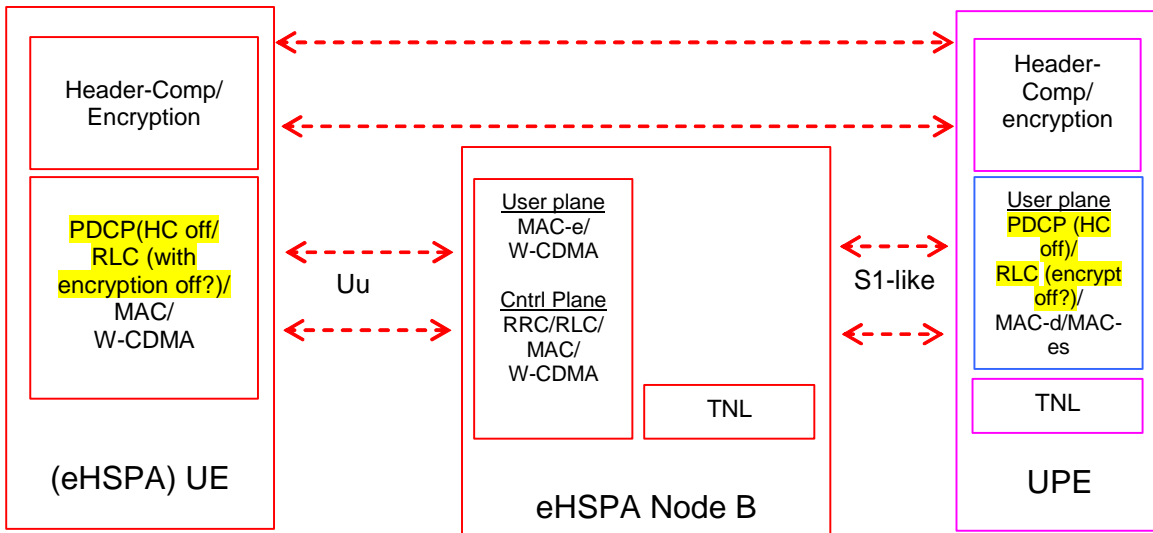 Header-Comp/
Encryption
PDCP(HC off/
RLC (with
encryption off?)/
MAC/
W-CDMA
(eHSPA) UE
Uu
User plane
MAC-e/
W-CDMA
Cntrl Plane
RRC/RLC/
MAC/
W-CDMA
TNL
eHSPA Node B
S1-like
Header-
Comp/
encryption
User plane
PDCP (HC
off)/
RLC (encrypt
off?)/
MAC-d/MAC-
es
TNL
UPE